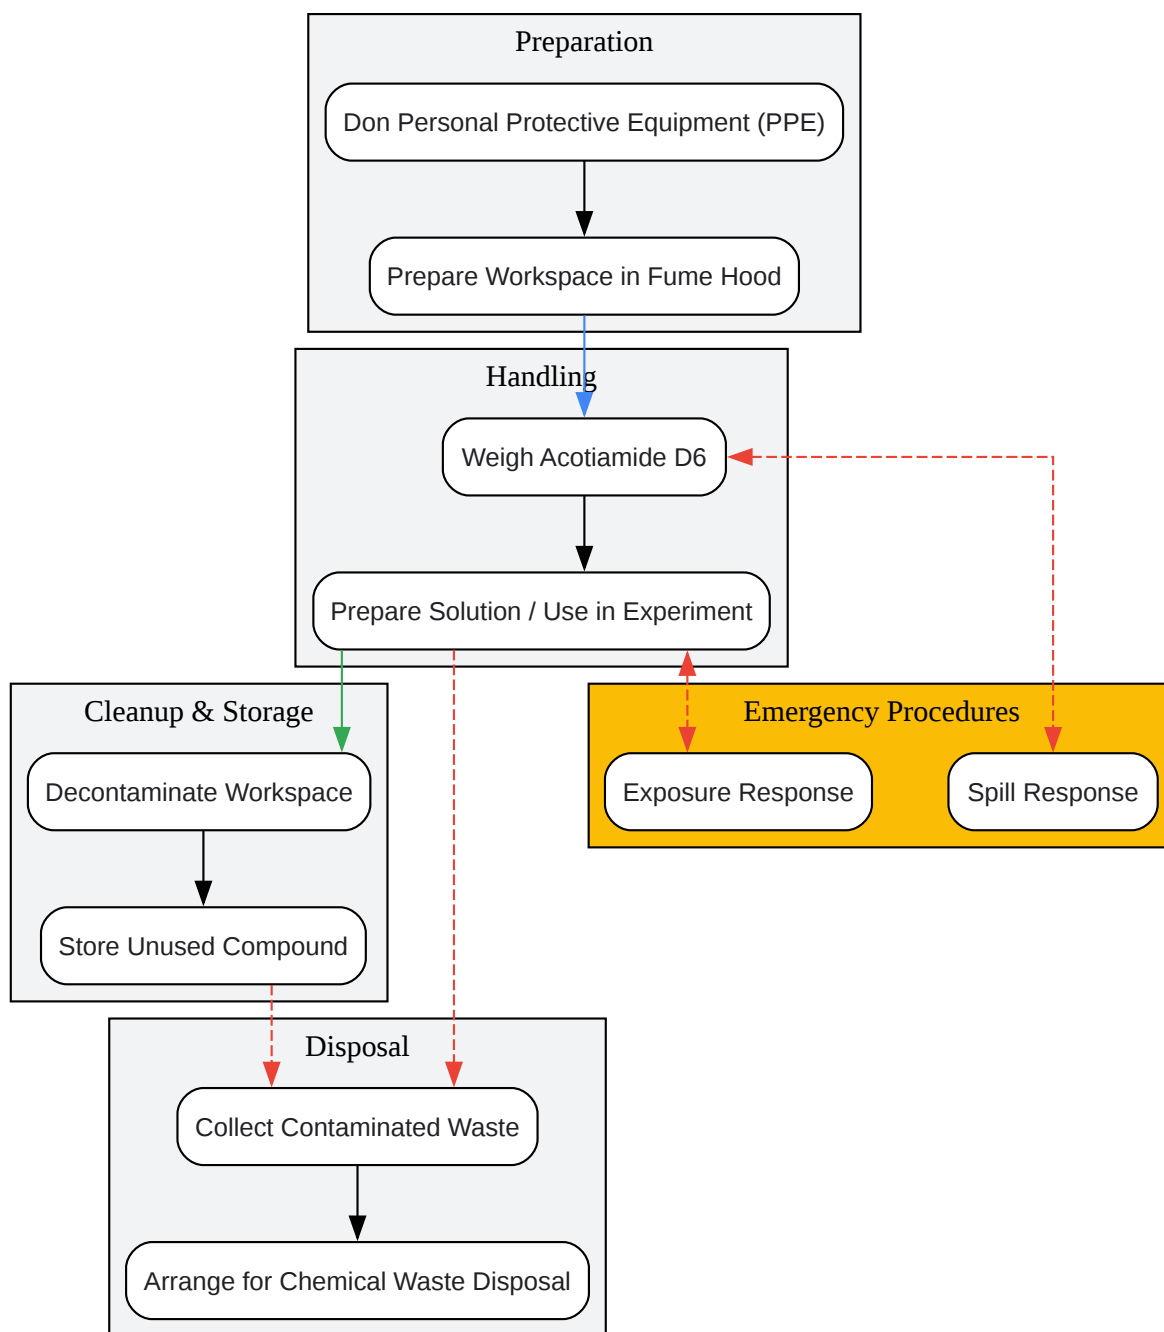 Preparation
Don Personal Protective Equipment (PPE)
Prepare Workspace in Fume Hood
Handling
Weigh Acotiamide D6
Prepare Solution / Use in Experiment
Cleanup & Storage
Decontaminate Workspace
Store Unused Compound
Emergency Procedures
Exposure Response
Spill Response
Disposal
Collect Contaminated Waste
Arrange for Chemical Waste Disposal